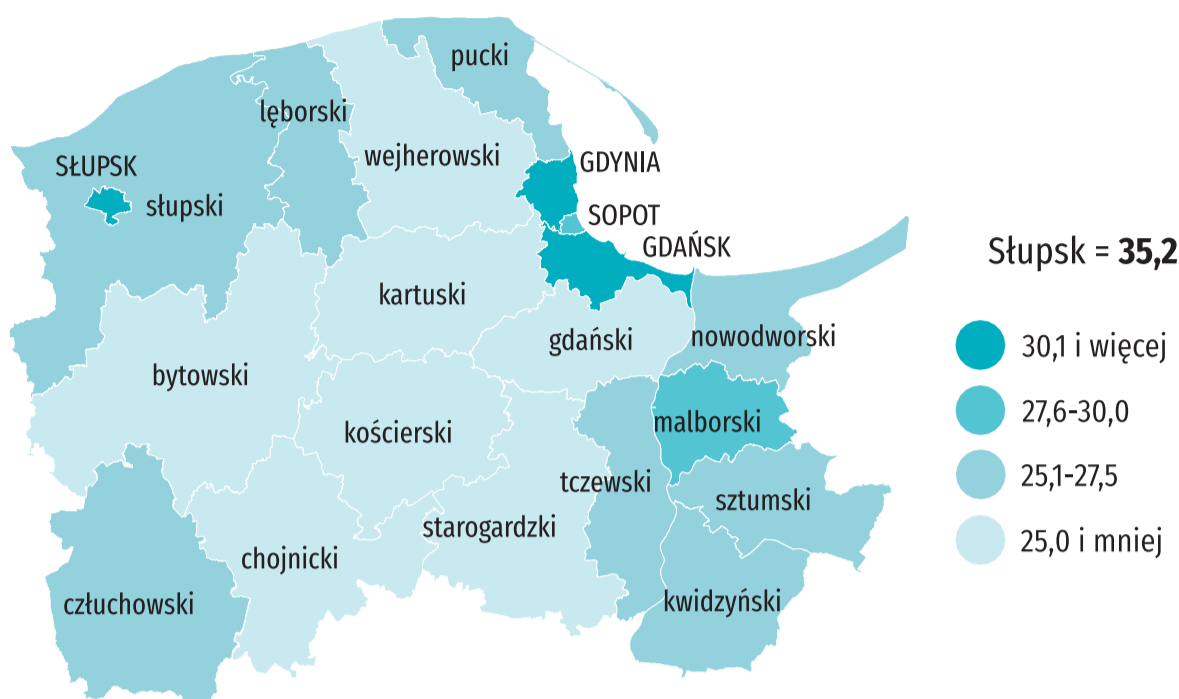 pucki
lęborski
wejherowski
GDYNIA
SŁUPSK
słupski
SOPOT
GDAŃSK
kartuski
gdański
nowodworski
bytowski
kościerski
malborski
tczewski
sztumski
starogardzki
chojnicki
człuchowski
kwidzyński
Słupsk = 35,2
30,1 i więcej
27,6-30,0
25,1-27,5
25,0 i mniej